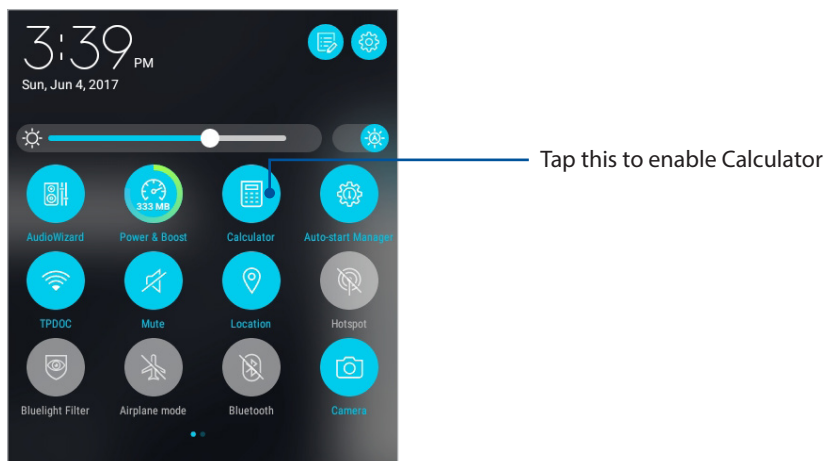 3:39 PM
Sun, Jun 4, 2017
Tap this to enable Calculator
333 MB
AudioWizard Power & Boost Calculator Auto-start Manager
TPDOC Mute Location Hotspot
Bluelight Filter Airplane mode Bluetooth Camera